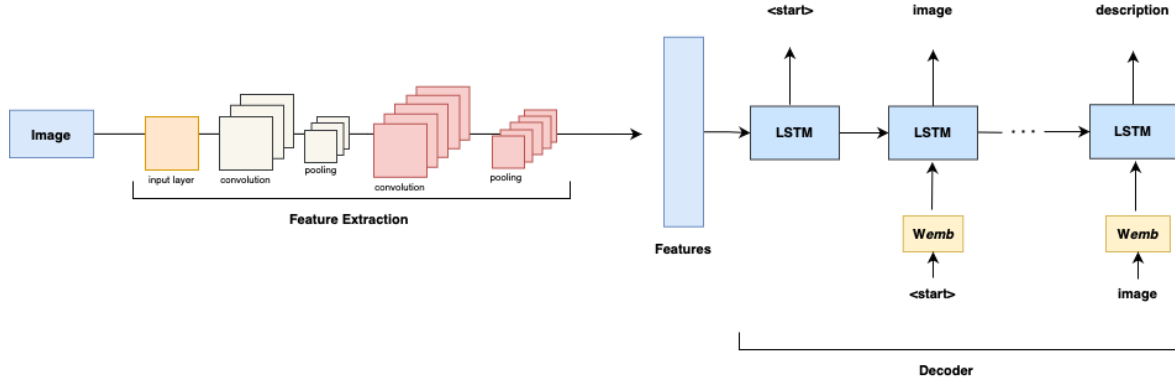 <start>
image
description
Image
LSTM
LSTM
. . .
LSTM
input layer
convolution
pooling
convolution
pooling
Feature Extraction
Features
Wemb
Wemb
<start>
image
Decoder